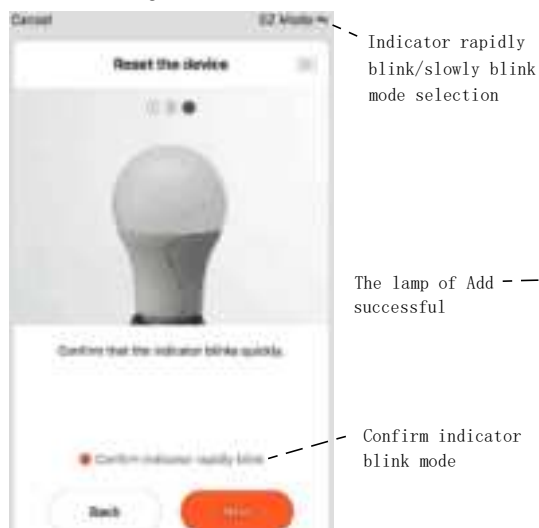 Cancel
EZ Mode
Reset the device
Confirm that the indicator blinks quickly.
Confirm indicator rapidly blink
Back
Next
Indicator rapidly
blink/slowly blink
mode selection
The lamp of Add
successful
Confirm indicator
blink mode